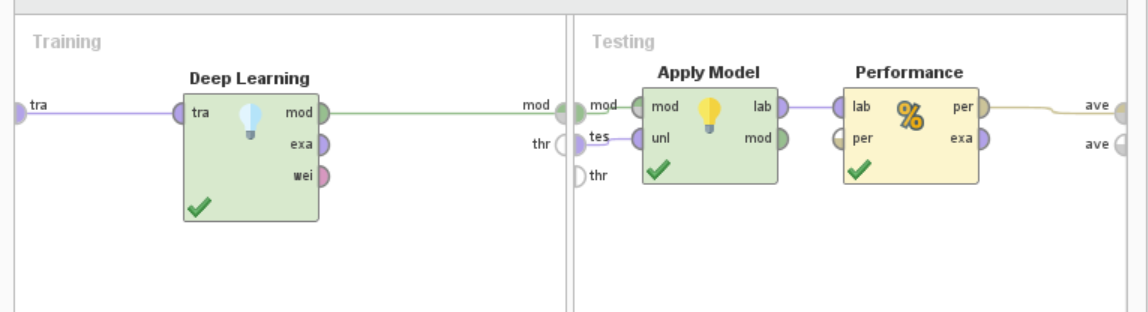 Training
Testing
Deep Learning
Apply Model
Performance
tra
tra
mod
exa
wei
mod
thr
mod
tes
thr
mod
unl
lab
mod
lab
per
per
exa
ave
ave
%